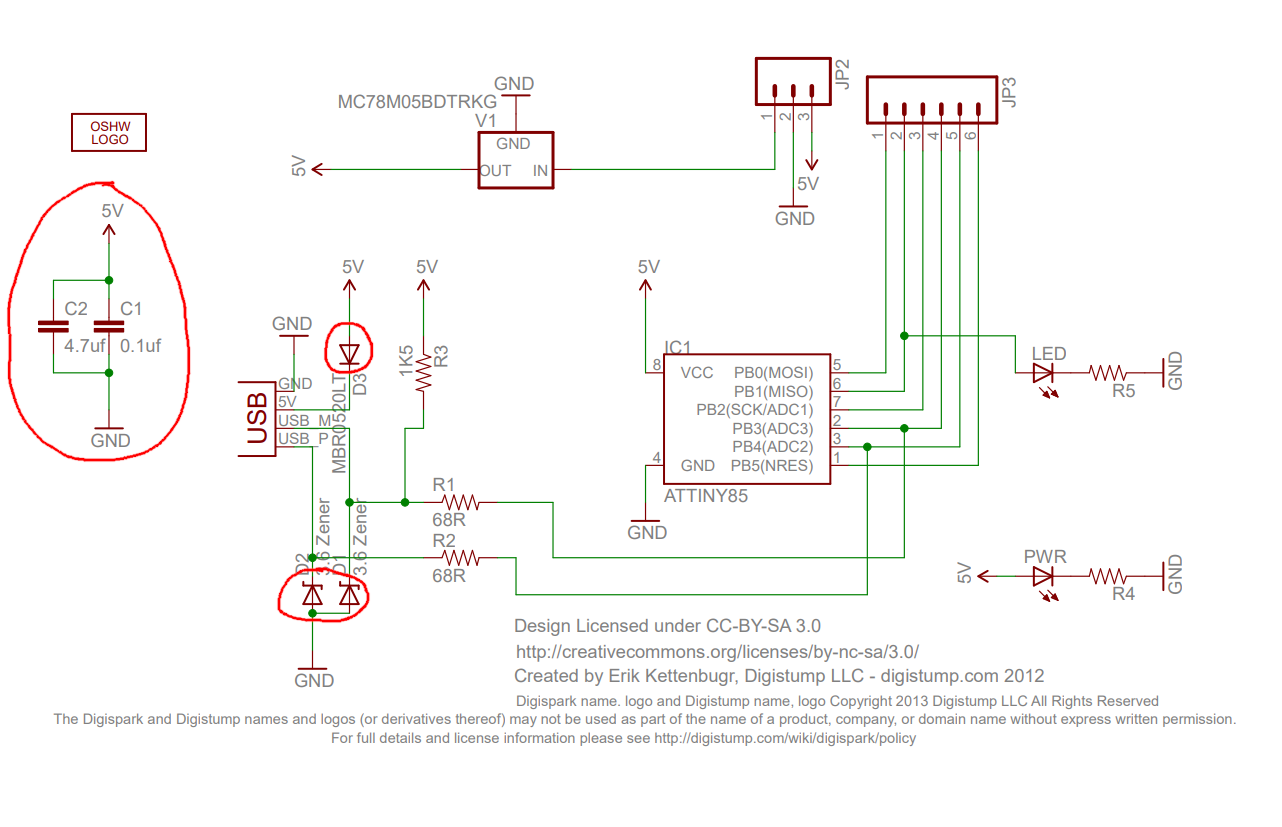 JP2
GND
JP3
MC78M05BDTRKG
V1
OSHW
LOGO
1
2
3
1
2
3
4
5
6
GND
5V
OUT
IN
5V
GND
5V
5V
5V
5V
C2
C1
GND
4.7uf
0.1uf
1K5
R3
IC1
LED
8
VCC
PB0(MOSI)
5
GND
D3
PB1(MISO)
6
R5
GND
5V
PB2(SCK/ADC1)
7
USB
USB_M
PB3(ADC3)
2
GND
USB_P
MBR0520LT
PB4(ADC2)
3
4
GND
PB5(NRES)
1
R1
ATTINY85
68R
GND
R2
3.6 Zener
3.6 Zener
D2
D1
68R
PWR
5V
R4
GND
GND
Design Licensed under CC-BY-SA 3.0
http://creativecommons.org/licenses/by-nc-sa/3.0/
Created by Erik Kettenbugr, Digistump LLC - digistump.com 2012
Digispark name. logo and Digistump name, logo Copyright 2013 Digistump LLC All Rights Reserved
The Digispark and Digistump names and logos (or derivatives thereof) may not be used as part of the name of a product, company, or domain name without express written permission.
For full details and license information please see http://digistump.com/wiki/digispark/policy